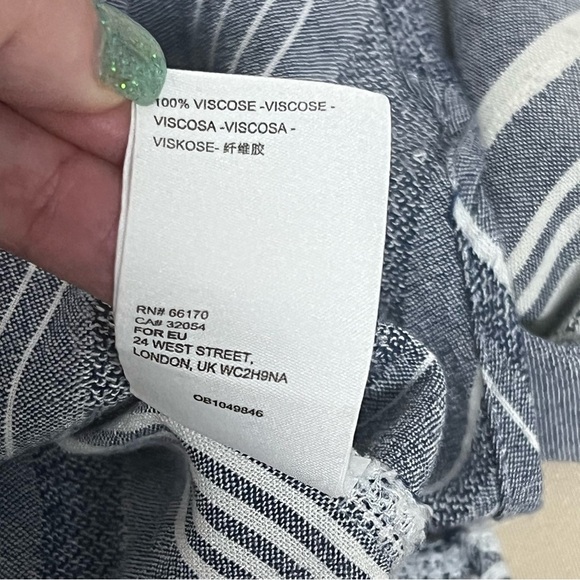 100% VISCOSE -VISCOSE -
VISCOSA -VISCOSA -
VISKOSE- 纤维胶
RN# 66170
CA# 32054
FOR EU
24 WEST STREET,
LONDON, UK WC2H9NA
OB1049846